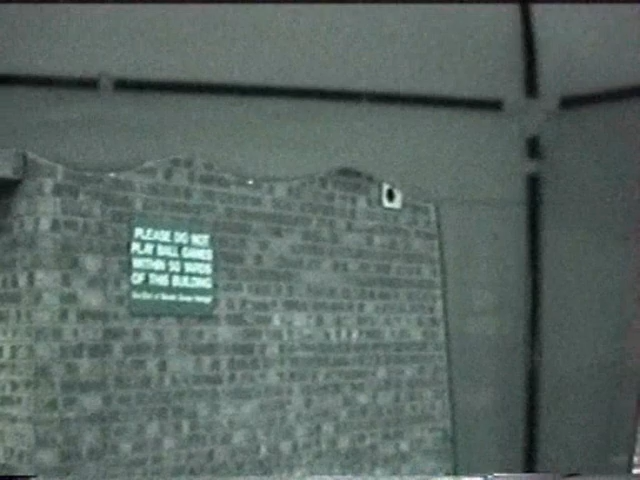 PLEASE DO NOT
PLAY BALL GAMES
WITHIN 50 YARDS
OF THIS BUILDING